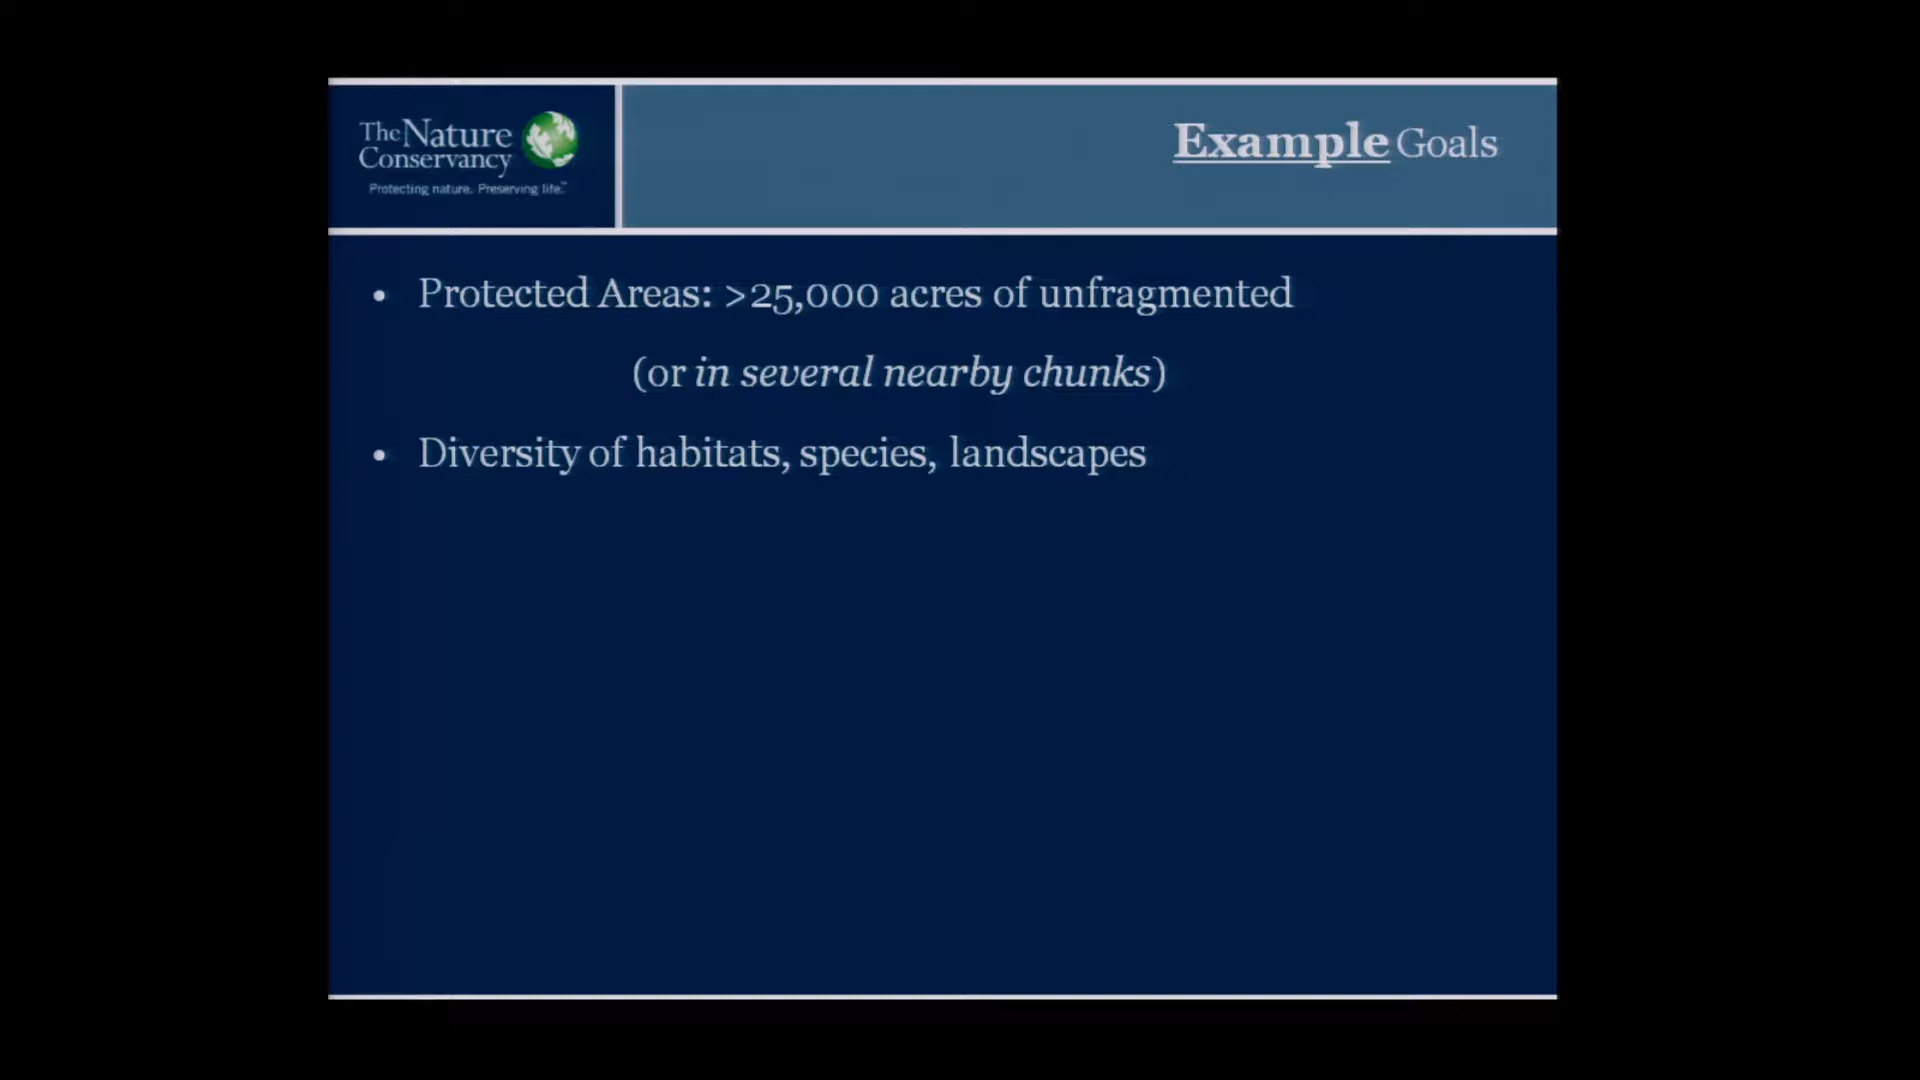 The Nature
Conservancy
Protecting nature. Preserving life.™
Example Goals
• Protected Areas: >25,000 acres of unfragmented
(or in several nearby chunks)
• Diversity of habitats, species, landscapes